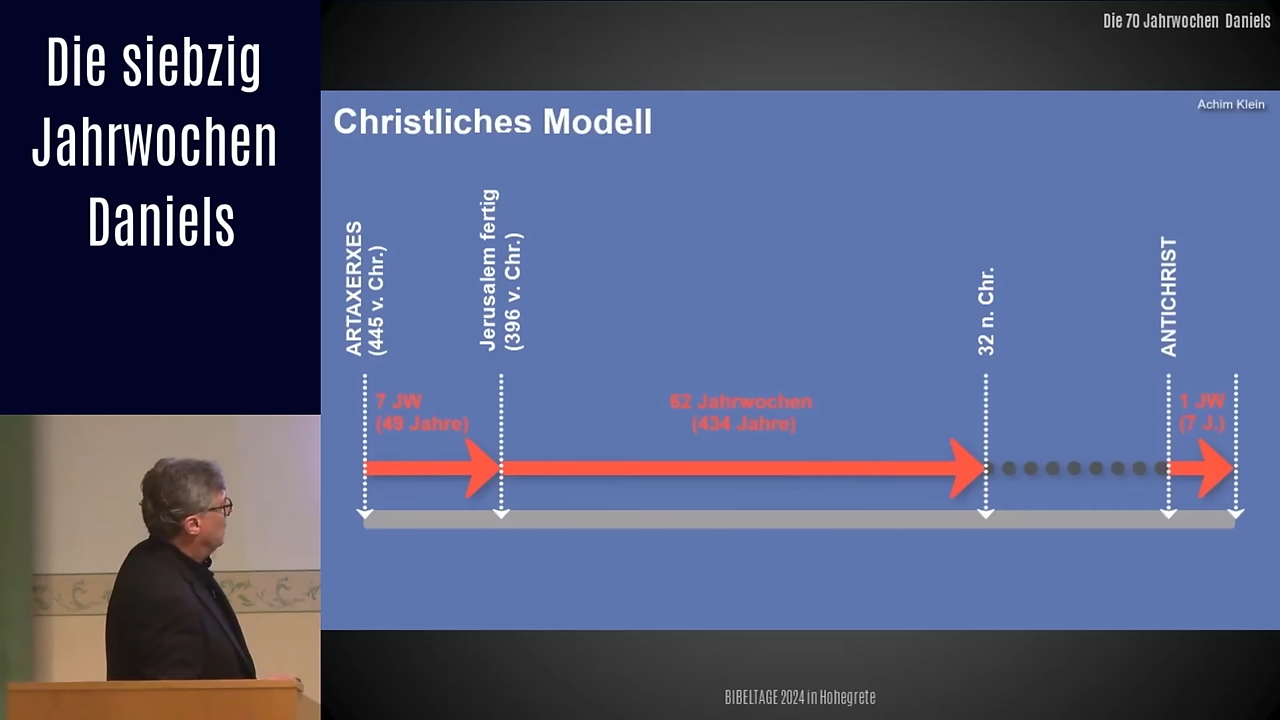 Die siebzig
Jahrwochen
Daniels
Die 70 Jahrwochen Daniels
Achim Klein
Christliches Modell
ARTAXERXES
(445 v. Chr.)
Jerusalem fertig
(396 v. Chr.)
32 n. Chr.
ANTICHRIST
7 JW
(49 Jahre)
62 Jahrwochen
(434 Jahre)
1 JW
(7 J.)
BIBELTAGE 2024 in Hohegrete